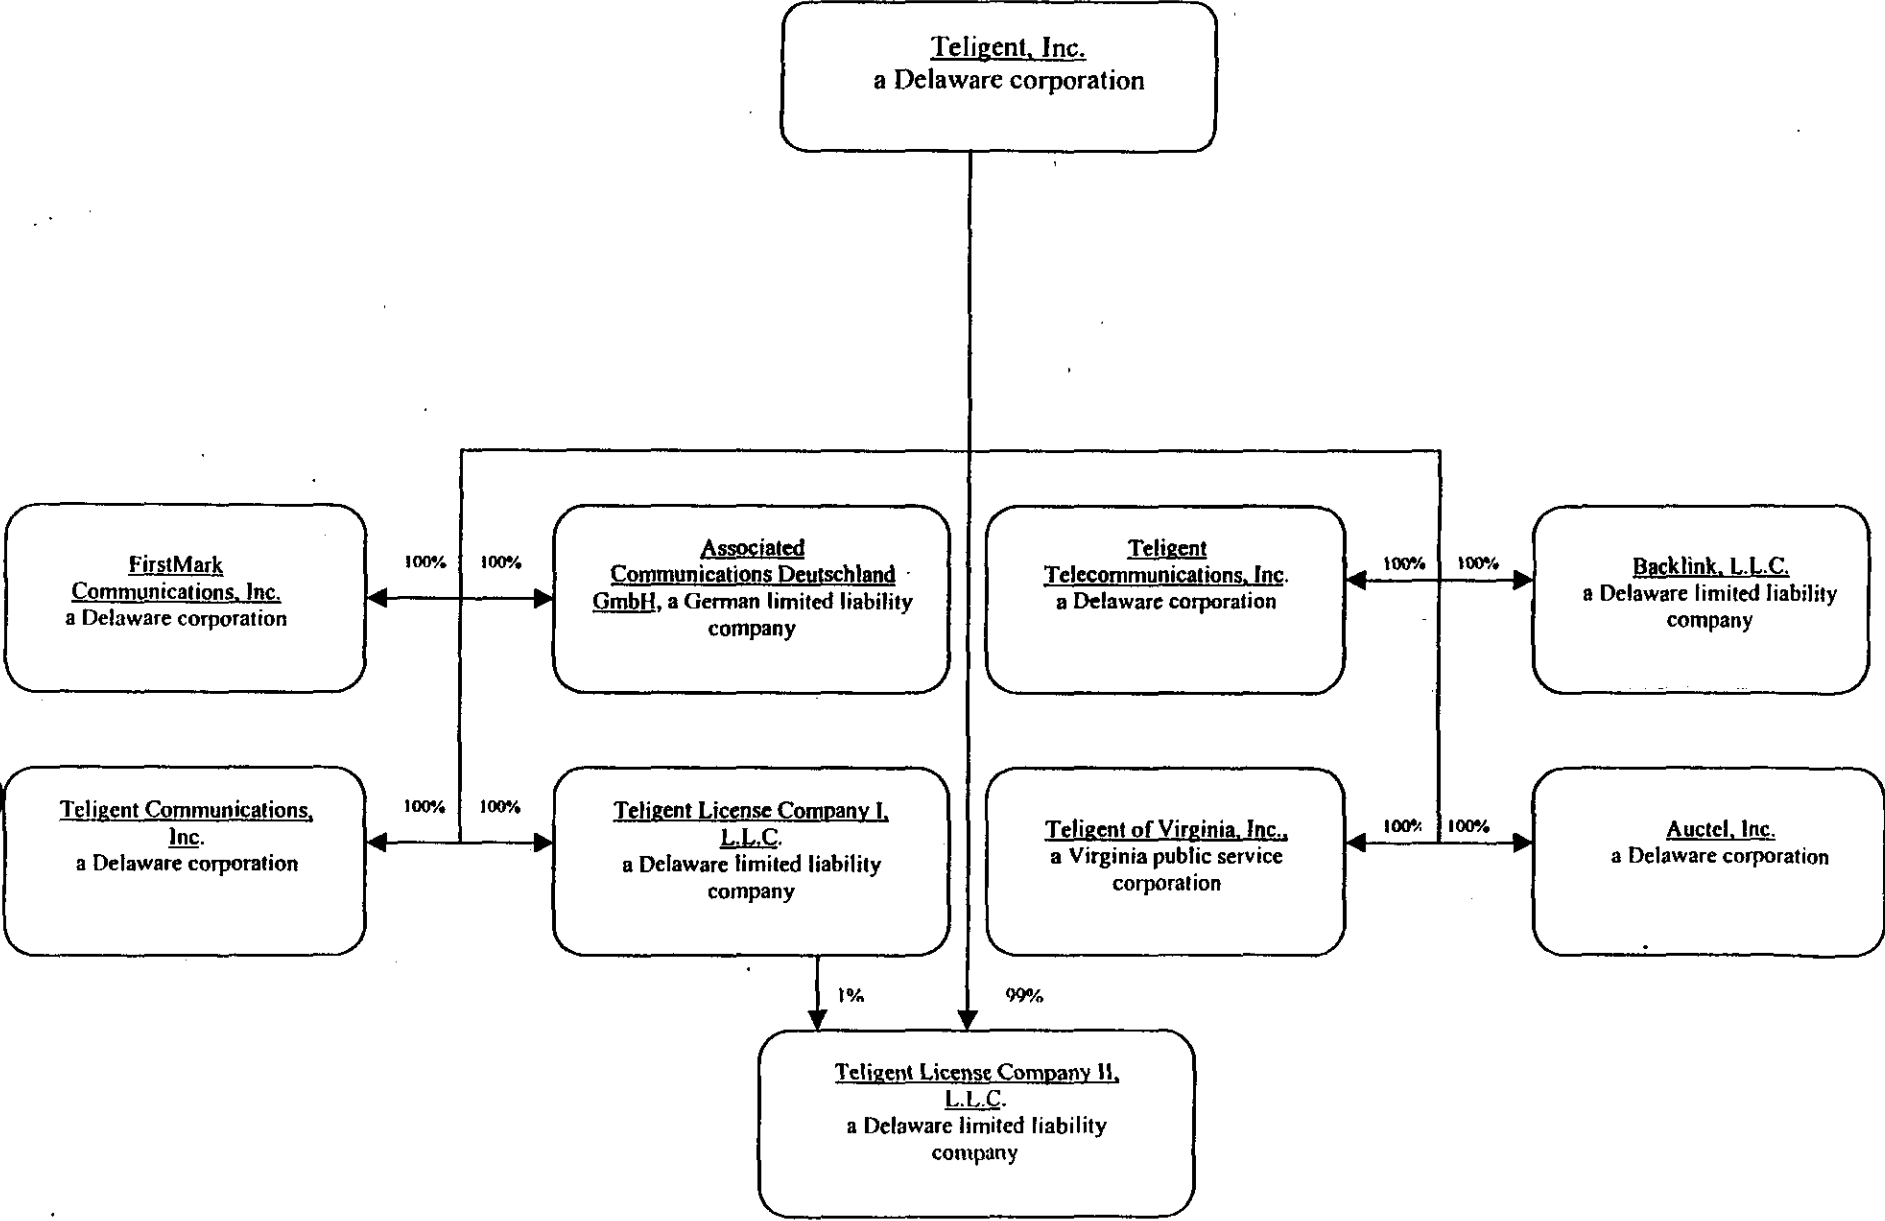 Teligent, Inc.
a Delaware corporation
FirstMark
Communications, Inc.
a Delaware corporation
100%
100%
Associated
Communications Deutschland
GmbH, a German limited liability
company
Teligent
Telecommunications, Inc.
a Delaware corporation
100%
100%
Backlink, L.L.C.
a Delaware limited liability
company
Teligent Communications,
Inc.
a Delaware corporation
100%
100%
Teligent License Company I,
L.L.C.
a Delaware limited liability
company
Teligent of Virginia, Inc.,
a Virginia public service
corporation
100%
100%
Auctel, Inc.
a Delaware corporation
1%
99%
Teligent License Company II,
L.L.C.
a Delaware limited liability
company